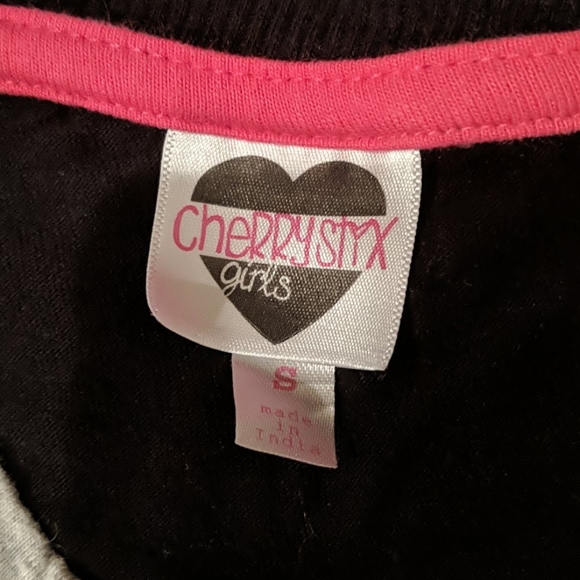 CheRRYSTIX
girls
S
made
in
India